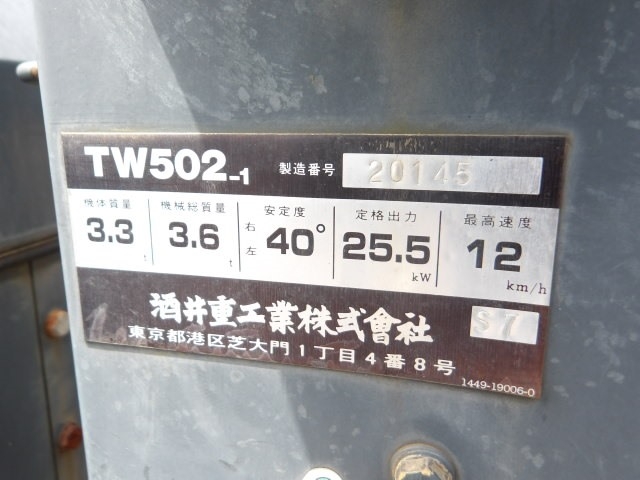 TW502-1 製造番号 20145
機体質量 機械総質量 安定度 定格出力 最高速度
3.3 t 3.6 t 右左 40° 25.5 kW 12 km/h
酒井重工業株式會社 S7
東京都港区芝大門1丁目4番8号
1449-19006-0